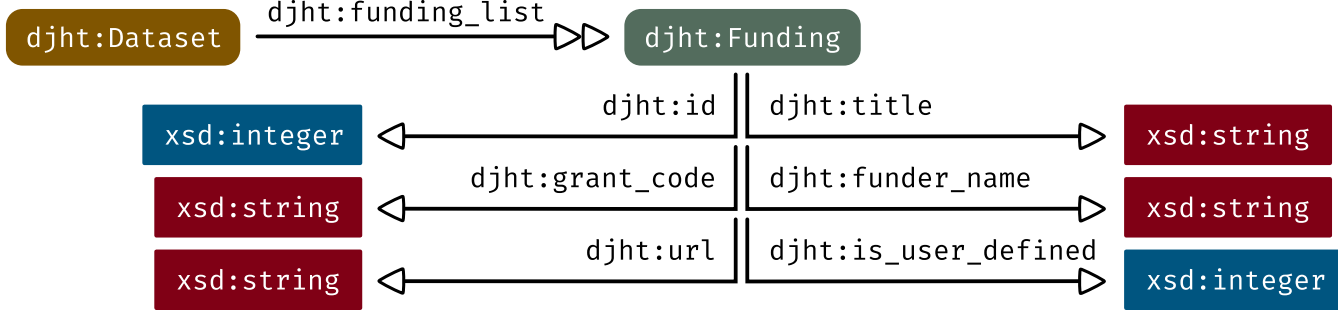 djht:Dataset djht:funding_list djht:Funding
djht:id djht:title
xsd:integer xsd:string
djht:grant_code djht:funder_name
xsd:string xsd:string
djht:url djht:is_user_defined
xsd:string xsd:integer